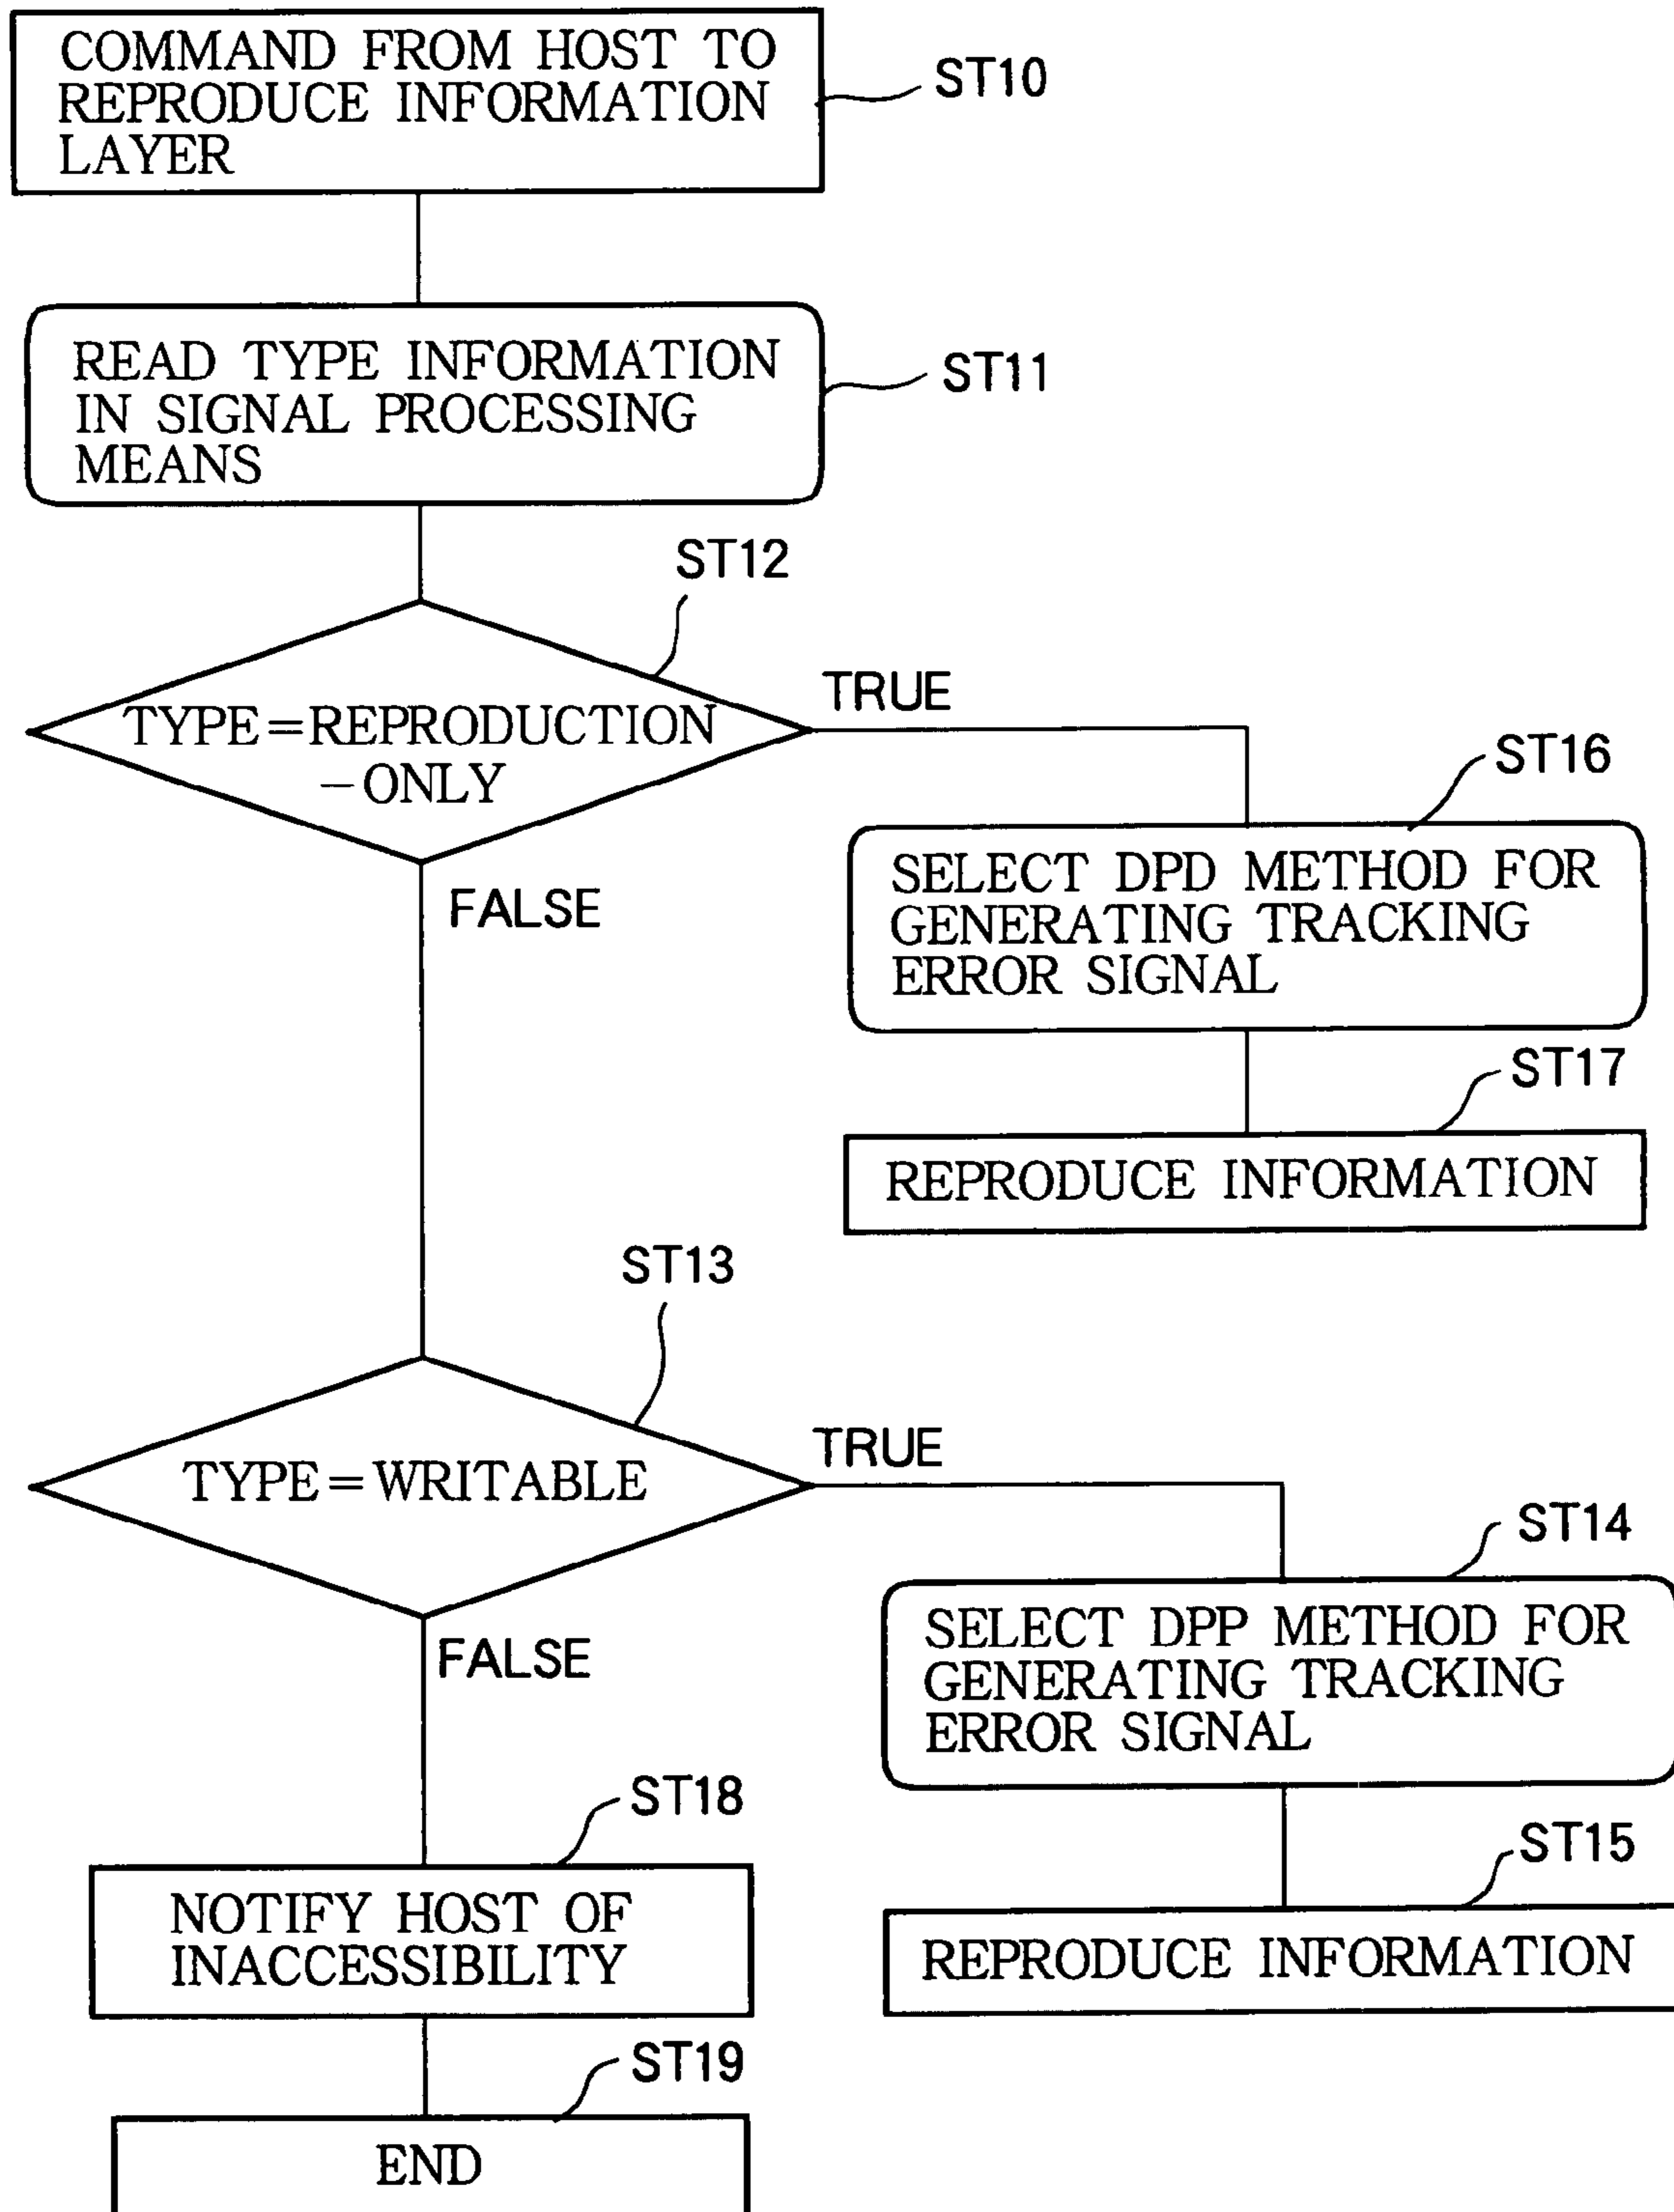 COMMAND FROM HOST TO
REPRODUCE INFORMATION
LAYER
ST10
READ TYPE INFORMATION
IN SIGNAL PROCESSING
MEANS
ST11
ST12
TYPE=REPRODUCTION
-ONLY
TRUE
FALSE
ST16
SELECT DPD METHOD FOR
GENERATING TRACKING
ERROR SIGNAL
ST17
REPRODUCE INFORMATION
ST13
TYPE=WRITABLE
TRUE
FALSE
ST14
SELECT DPP METHOD FOR
GENERATING TRACKING
ERROR SIGNAL
ST15
REPRODUCE INFORMATION
ST18
NOTIFY HOST OF
INACCESSIBILITY
ST19
END